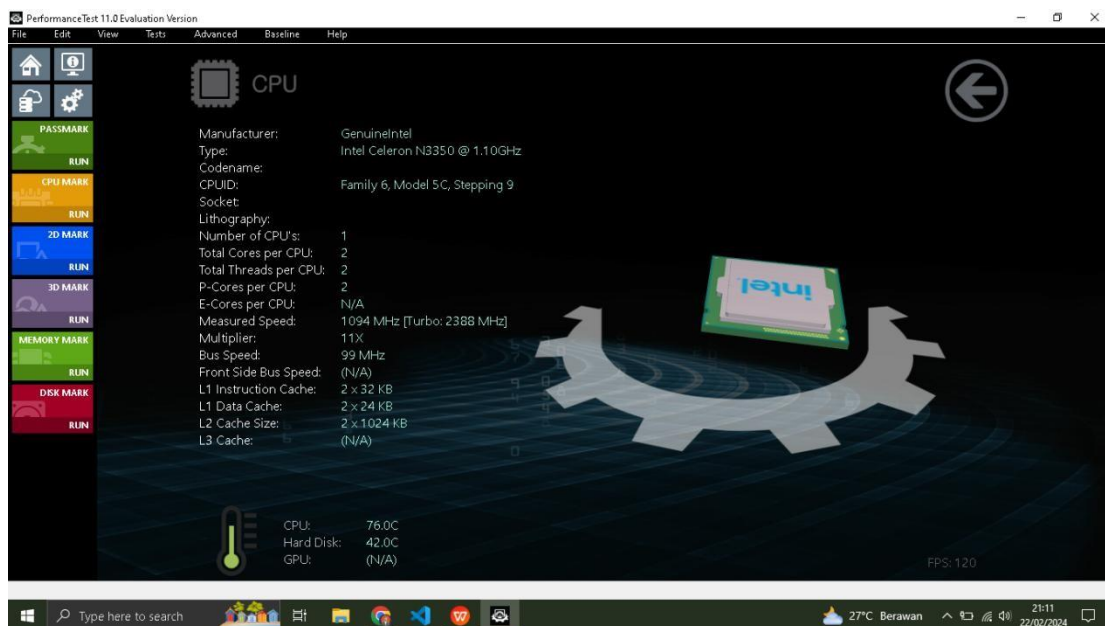 PerformanceTest 11.0 Evaluation Version
File Edit View Tests Advanced Baseline Help
CPU
PASSMARK
RUN
CPU MARK
RUN
2D MARK
RUN
3D MARK
RUN
MEMORY MARK
RUN
DISK MARK
RUN
Manufacturer: GenuineIntel
Type: Intel Celeron N3350 @ 1.10GHz
Codename:
CPUID: Family 6, Model 5C, Stepping 9
Socket:
Lithography:
Number of CPU's: 1
Total Cores per CPU: 2
Total Threads per CPU: 2
P-Cores per CPU: 2
E-Cores per CPU: N/A
Measured Speed: 1094 MHz [Turbo: 2388 MHz]
Multiplier: 11X
Bus Speed: 99 MHz
Front Side Bus Speed: (N/A)
L1 Instruction Cache: 2 x 32 KB
L1 Data Cache: 2 x 24 KB
L2 Cache Size: 2 x 1024 KB
L3 Cache: (N/A)
intel
CPU: 76.0C
Hard Disk: 42.0C
GPU: (N/A)
FPS: 120
Type here to search
27°C Berawan
21:11
22/02/2024